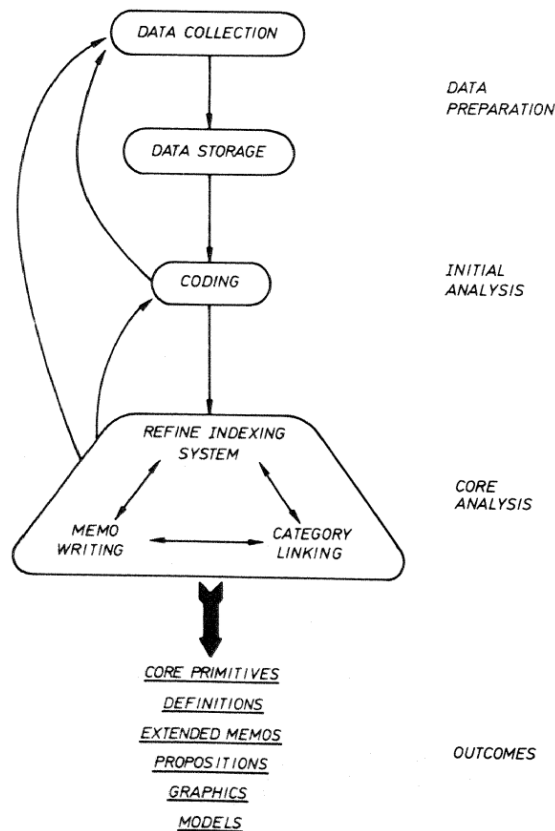 DATA COLLECTION
DATA
PREPARATION
DATA STORAGE
CODING
INITIAL
ANALYSIS
REFINE INDEXING
SYSTEM
MEMO
WRITING
CATEGORY
LINKING
CORE
ANALYSIS
CORE PRIMITIVES
DEFINITIONS
EXTENDED MEMOS
PROPOSITIONS
GRAPHICS
MODELS
OUTCOMES